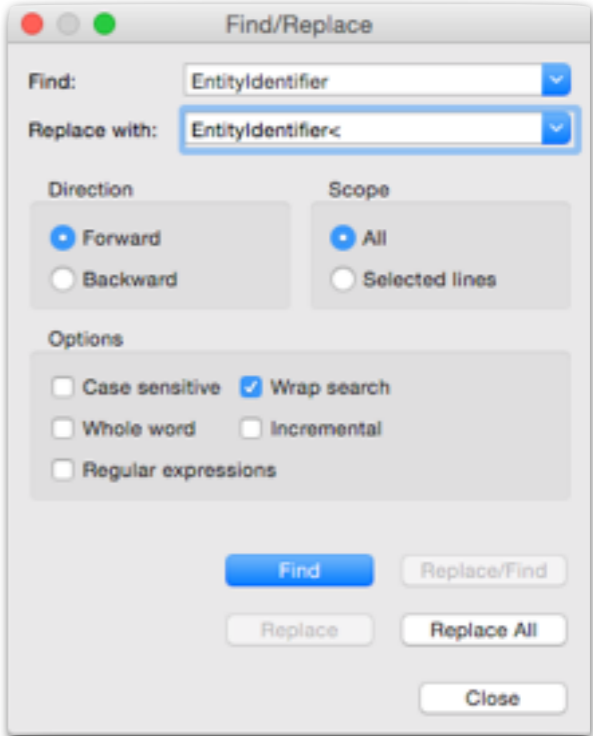 Find/Replace
Find: EntityIdentifier
Replace with: EntityIdentifier<
Direction Scope
Forward All
Backward Selected lines
Options
Case sensitive Wrap search
Whole word Incremental
Regular expressions
Find Replace/Find
Replace Replace All
Close